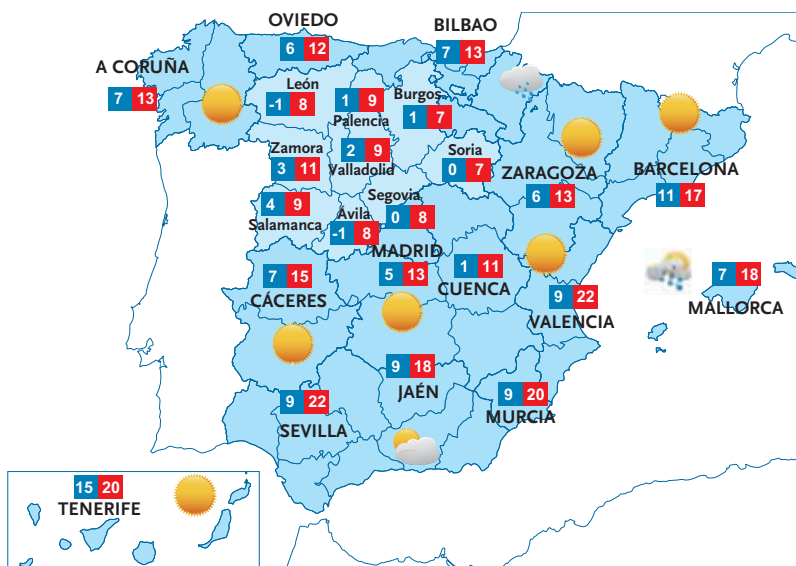 OVIEDO
6 12
BILBAO
7 13
A CORUÑA
7 13
León
-1 8
1 9
Palencia
Burgos
1 7
Zamora
3 11
2 9
Valladolid
Soria
0 7
ZARAGOZA
6 13
BARCELONA
11 17
4 9
Salamanca
Ávila
-1 8
Segovia
0 8
MADRID
5 13
1 11
CUENCA
7 15
CÁCERES
9 22
VALENCIA
7 18
MALLORCA
9 18
JAÉN
9 20
MURCIA
9 22
SEVILLA
15 20
TENERIFE